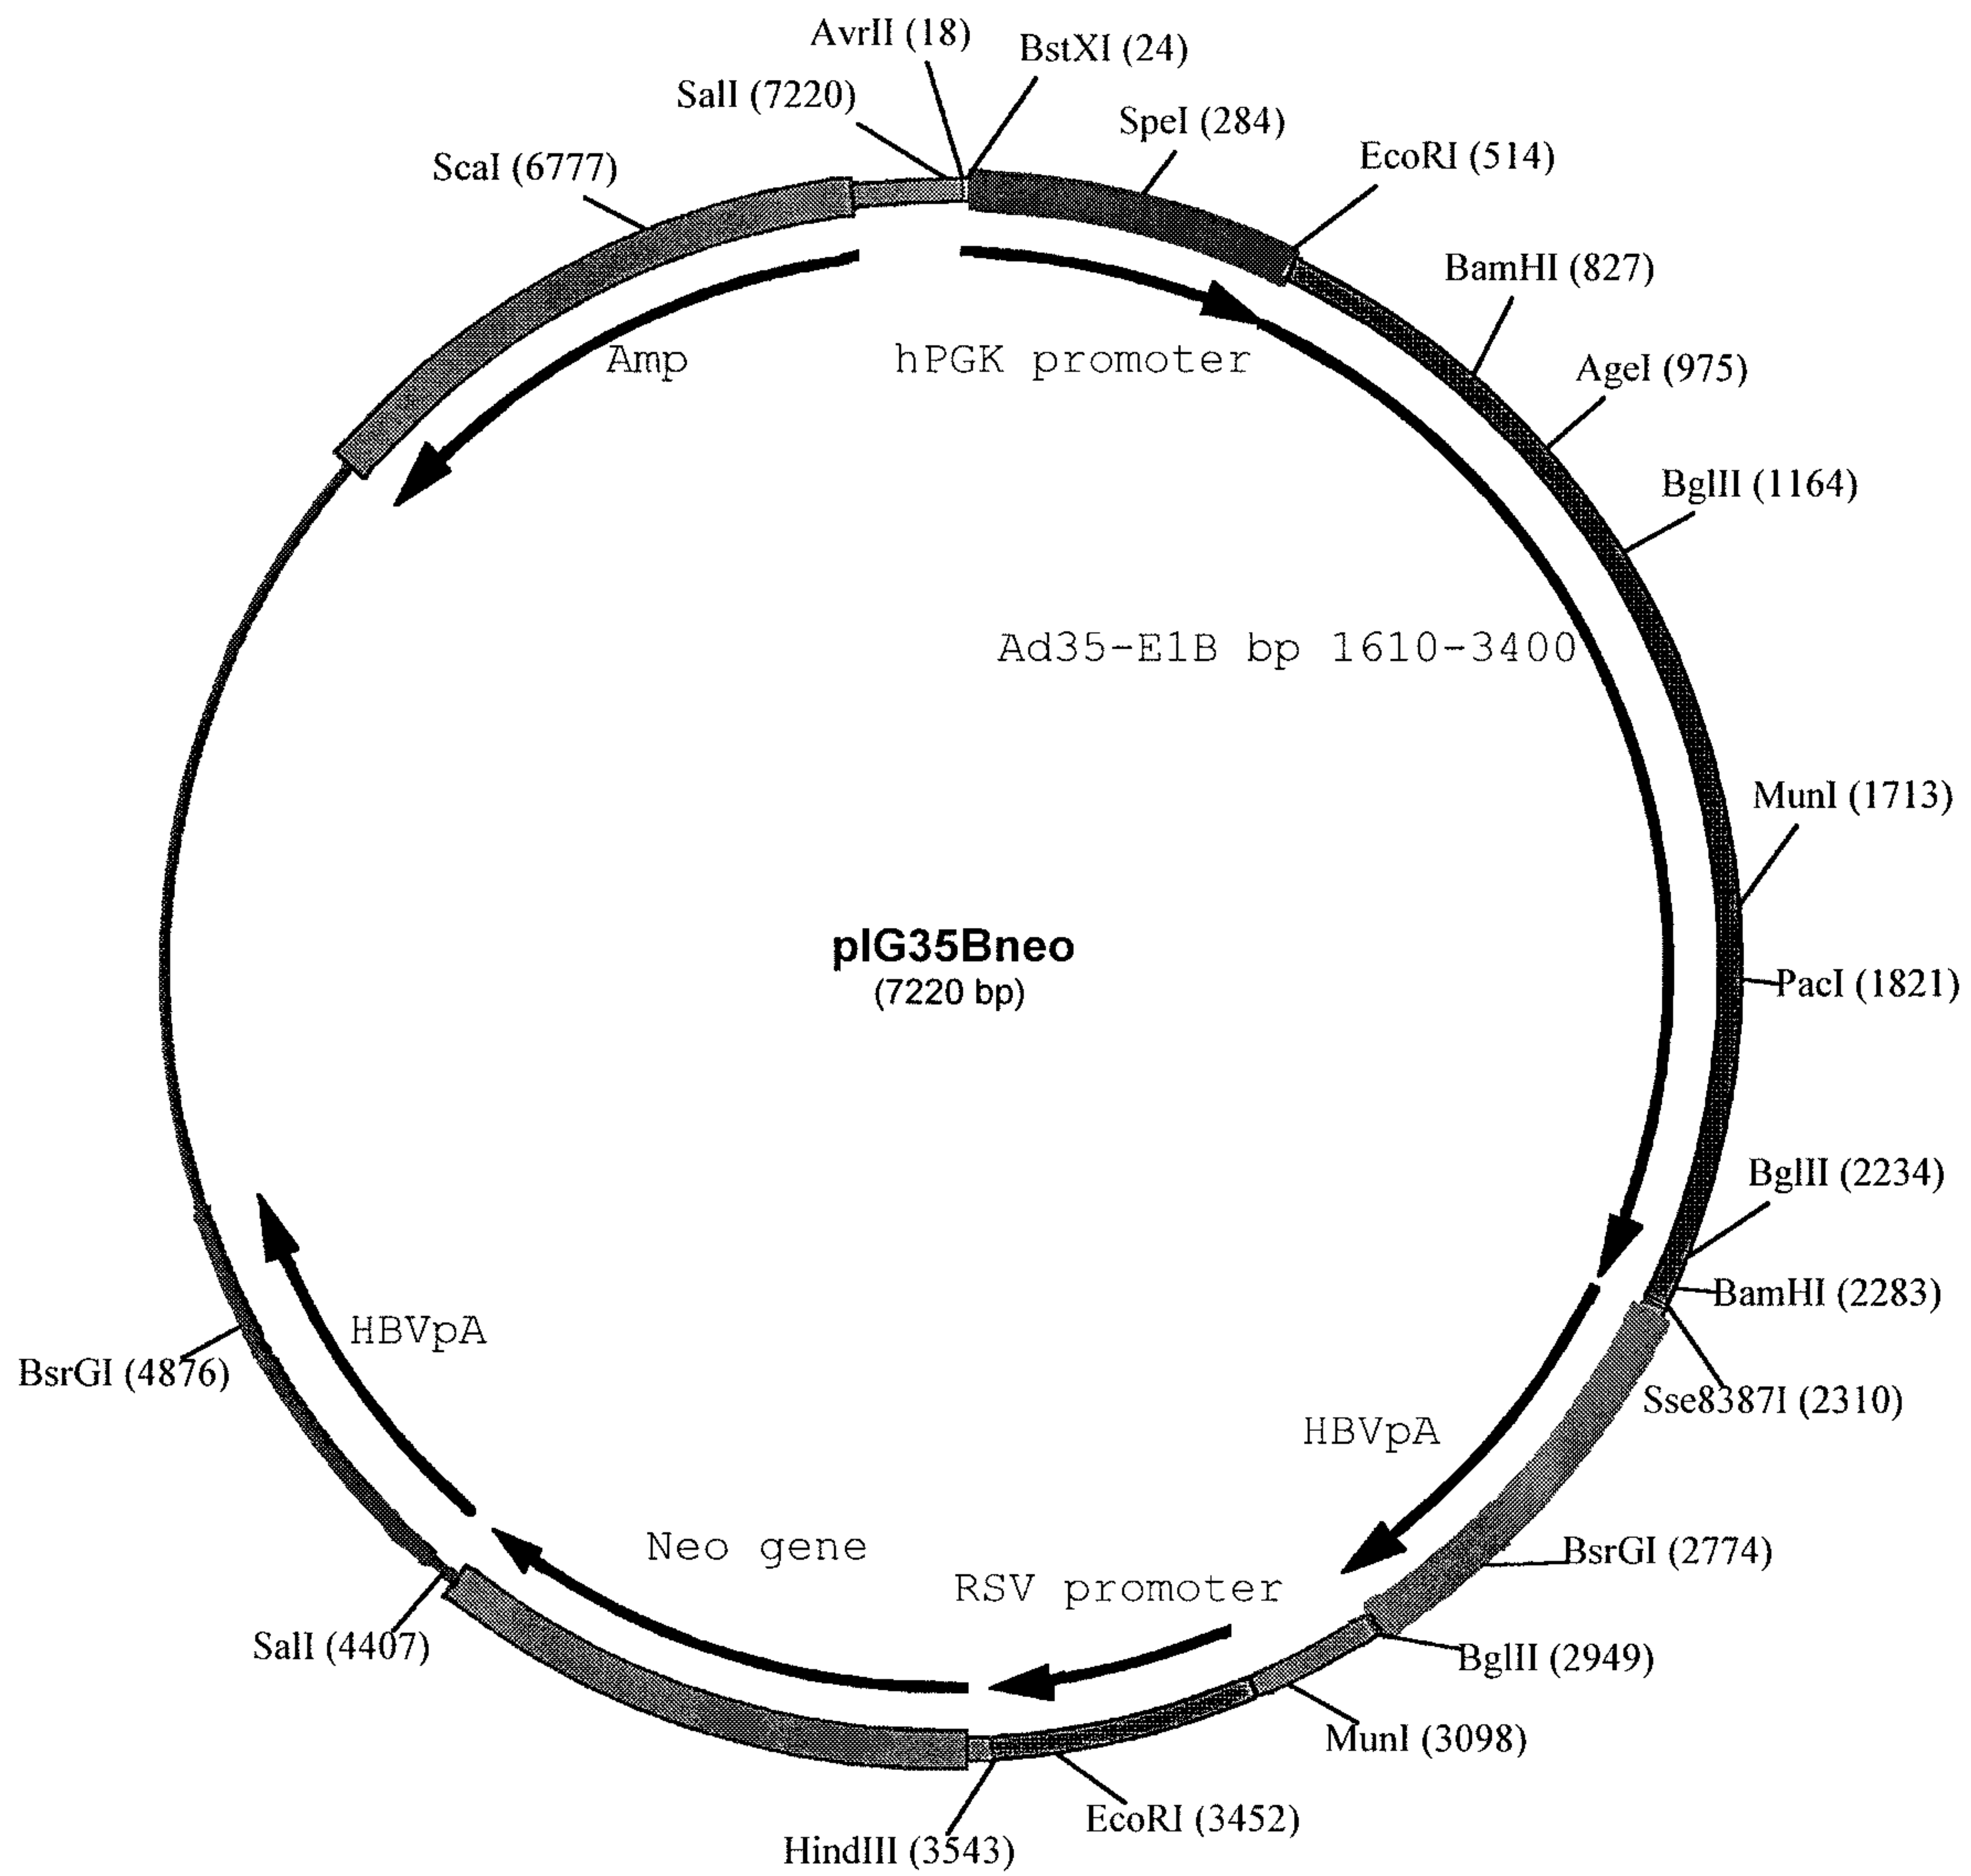 AvrII (18)
BstXI (24)
SalI (7220)
SpeI (284)
EcoRI (514)
ScaI (6777)
BamHI (827)
Amp
hPGK promoter
AgeI (975)
BglII (1164)
Ad35-E1B bp 1610-3400
MunI (1713)
pIG35Bneo
(7220 bp)
PacI (1821)
BglII (2234)
BamHI (2283)
HBVpA
BsrGI (4876)
Sse8387I (2310)
HBVpA
Neo gene
BsrGI (2774)
RSV promoter
SalI (4407)
BglII (2949)
MunI (3098)
EcoRI (3452)
HindIII (3543)